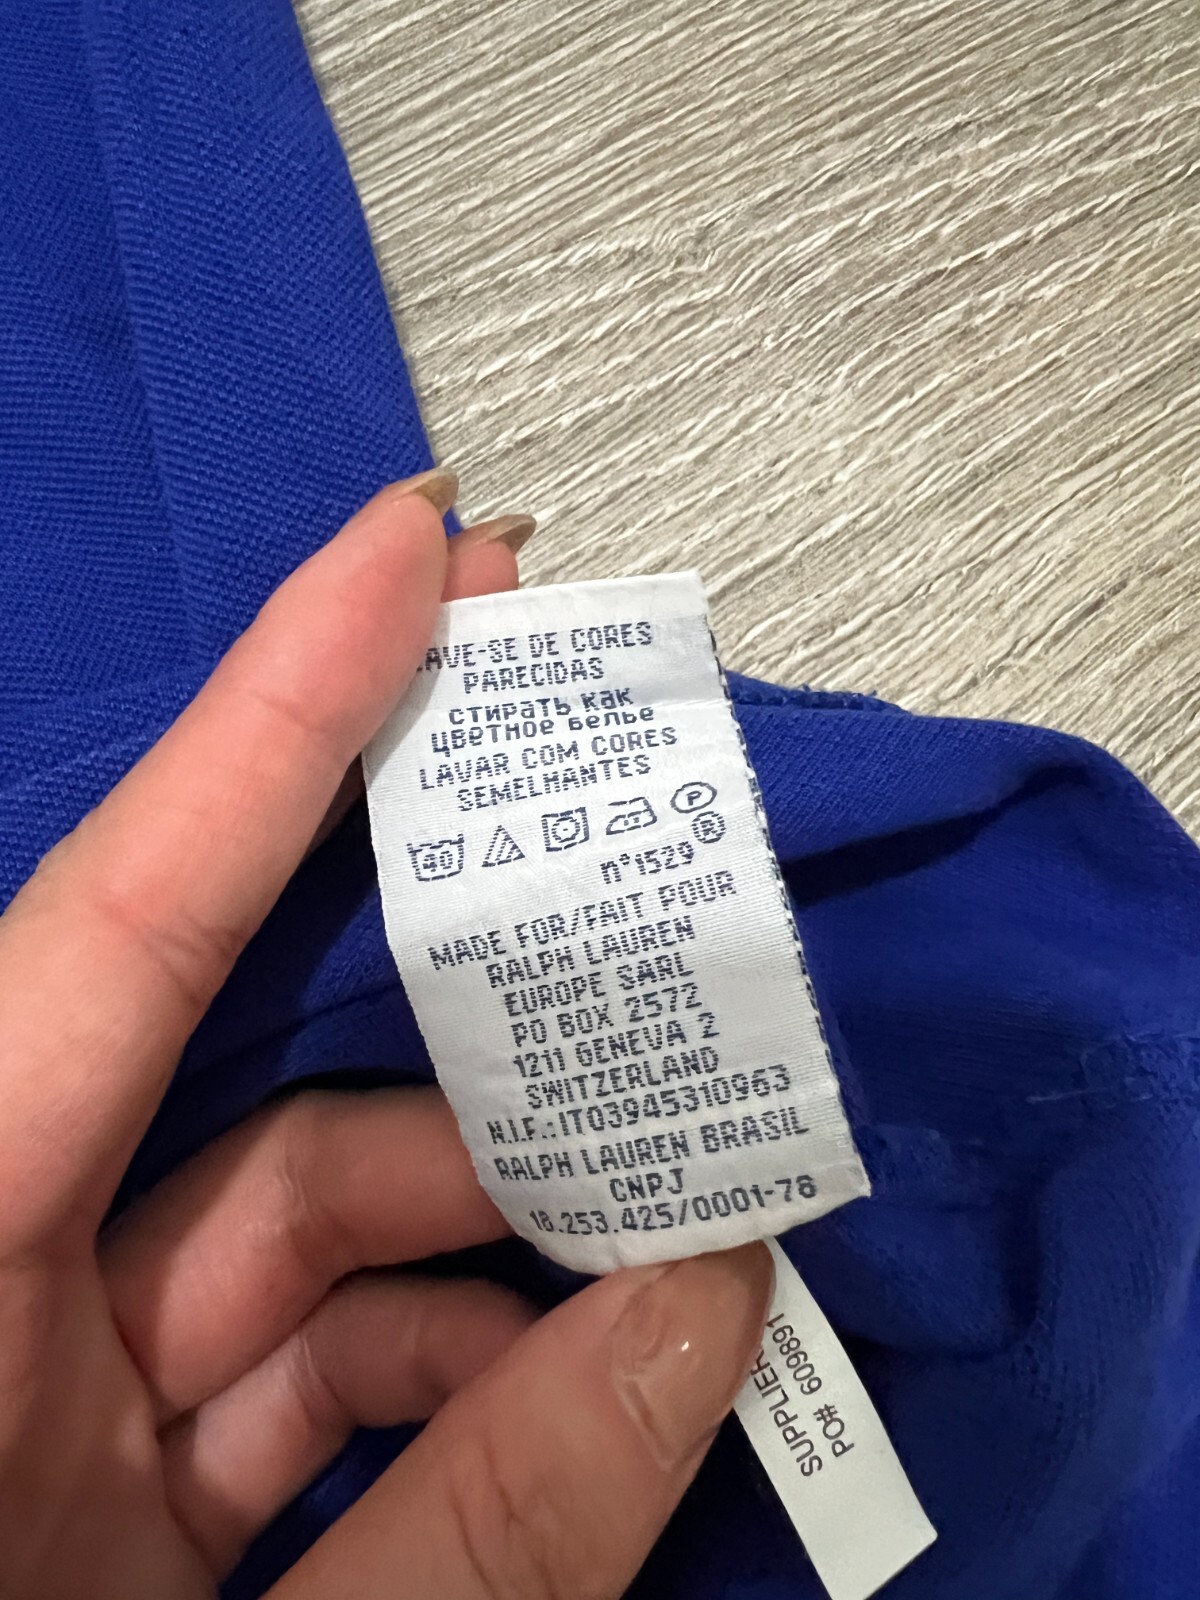 LAVE-SE DE CORES
PARECIDAS
стирать как
цветное белье
LAVAR COM CORES
SEMELHANTES
40
P
R
n°1529
MADE FOR/FAIT POUR
RALPH LAUREN
EUROPE SARL
PO BOX 2572
1211 GENEVA 2
SWITZERLAND
N.I.F.:IT03945310963
RALPH LAUREN BRASIL
CNPJ
18.253.425/0001-78
SUPPLIER
PO# 609891